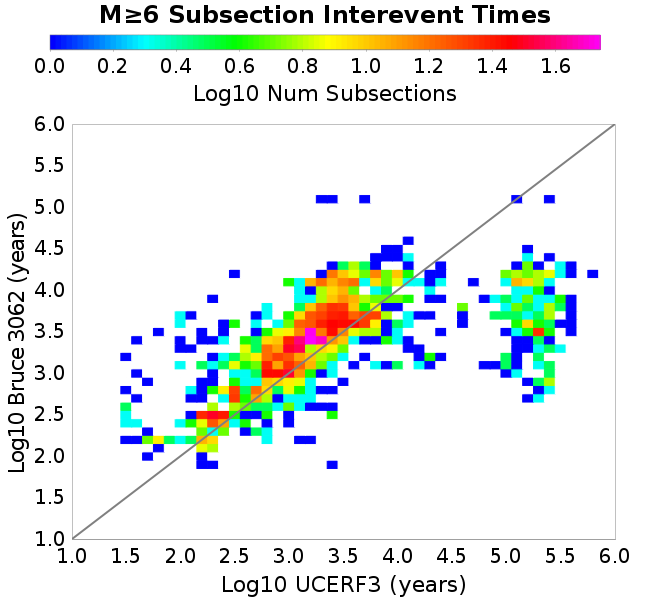 M≥6 Subsection Interevent Times
0.0 0.2 0.4 0.6 0.8 1.0 1.2 1.4 1.6
Log10 Num Subsections
6.0
5.5
5.0
4.5
4.0
3.5
3.0
2.5
2.0
1.5
1.0
Log10 Bruce 3062 (years)
1.0 1.5 2.0 2.5 3.0 3.5 4.0 4.5 5.0 5.5 6.0
Log10 UCERF3 (years)